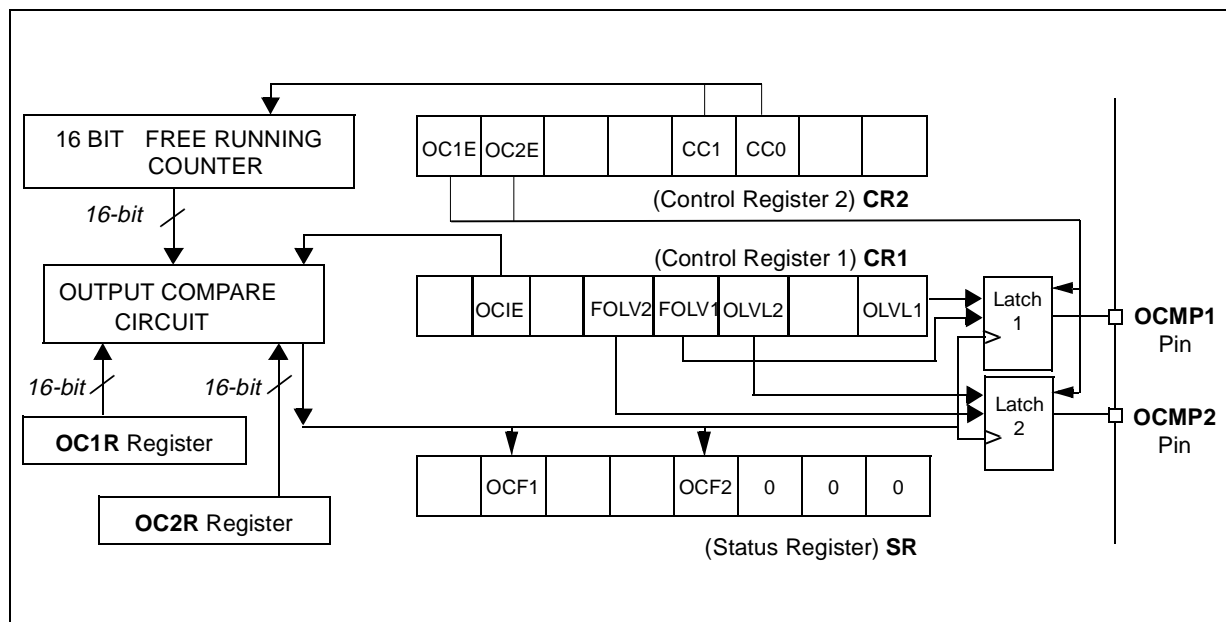 16 BIT FREE RUNNING
COUNTER
16-bit
OC1E OC2E CC1 CC0
(Control Register 2) CR2
(Control Register 1) CR1
OUTPUT COMPARE
CIRCUIT
OCIE FOLV2 FOLV1 OLVL2 OLVL1
Latch
1
OCMP1
Pin
16-bit
16-bit
Latch
2
OCMP2
Pin
OC1R Register
OCF1 OCF2 0 0 0
OC2R Register
(Status Register) SR